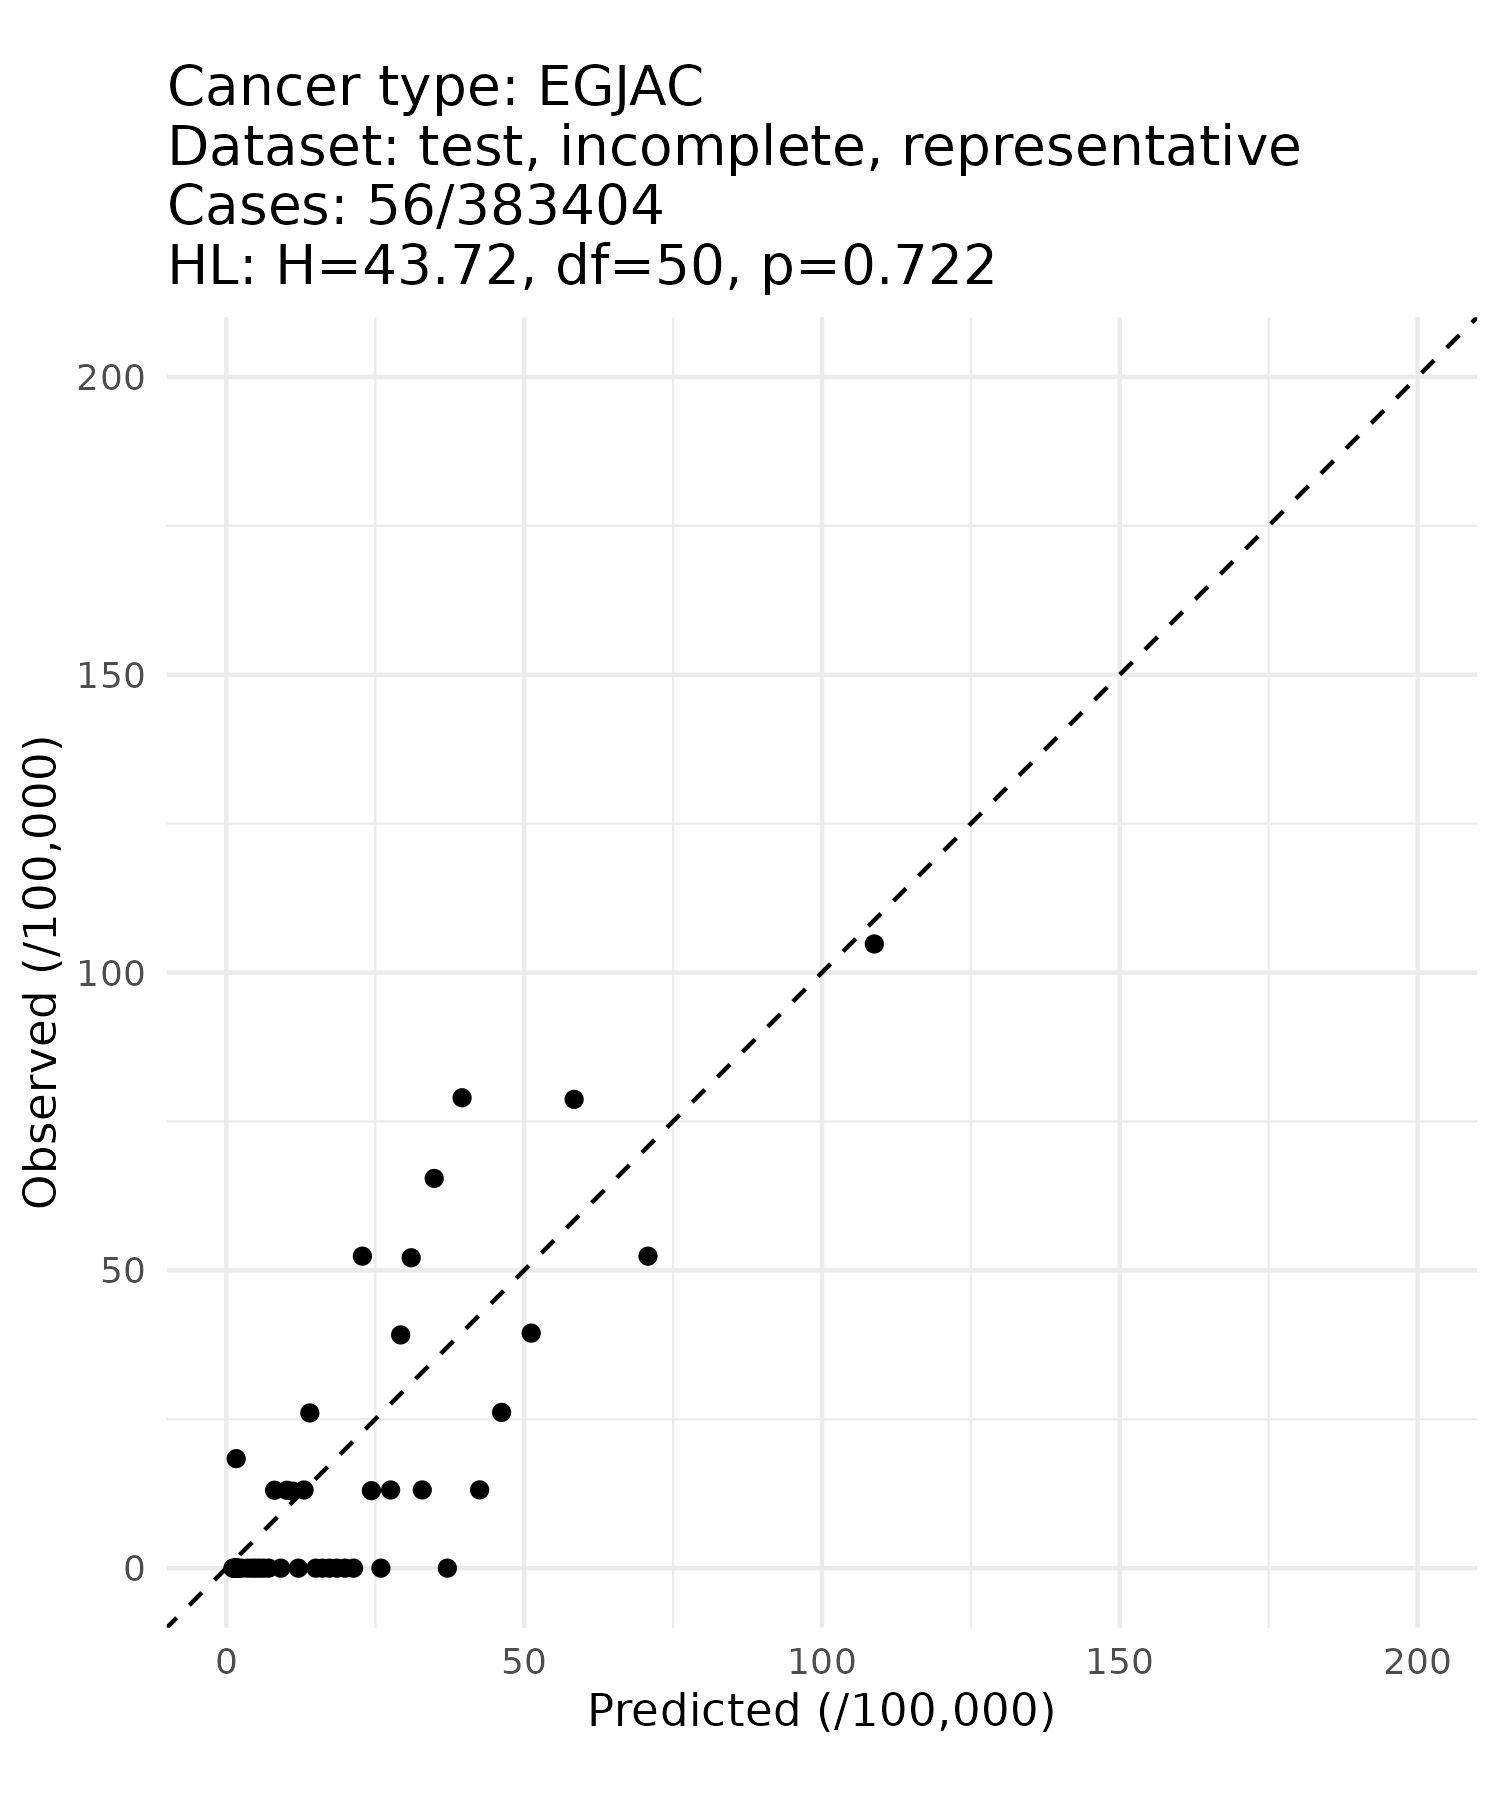 Cancer type: EGJAC
Dataset: test, incomplete, representative
Cases: 56/383404
HL: H=43.72, df=50, p=0.722
200
150
100
50
0
Observed (/100,000)
0 50 100 150 200
Predicted (/100,000)